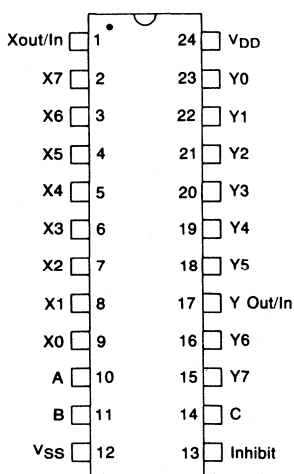 Xout/In 1 24 VDD
X7 2 23 Y0
X6 3 22 Y1
X5 4 21 Y2
X4 5 20 Y3
X3 6 19 Y4
X2 7 18 Y5
X1 8 17 Y Out/In
X0 9 16 Y6
A 10 15 Y7
B 11 14 C
VSS 12 13 Inhibit